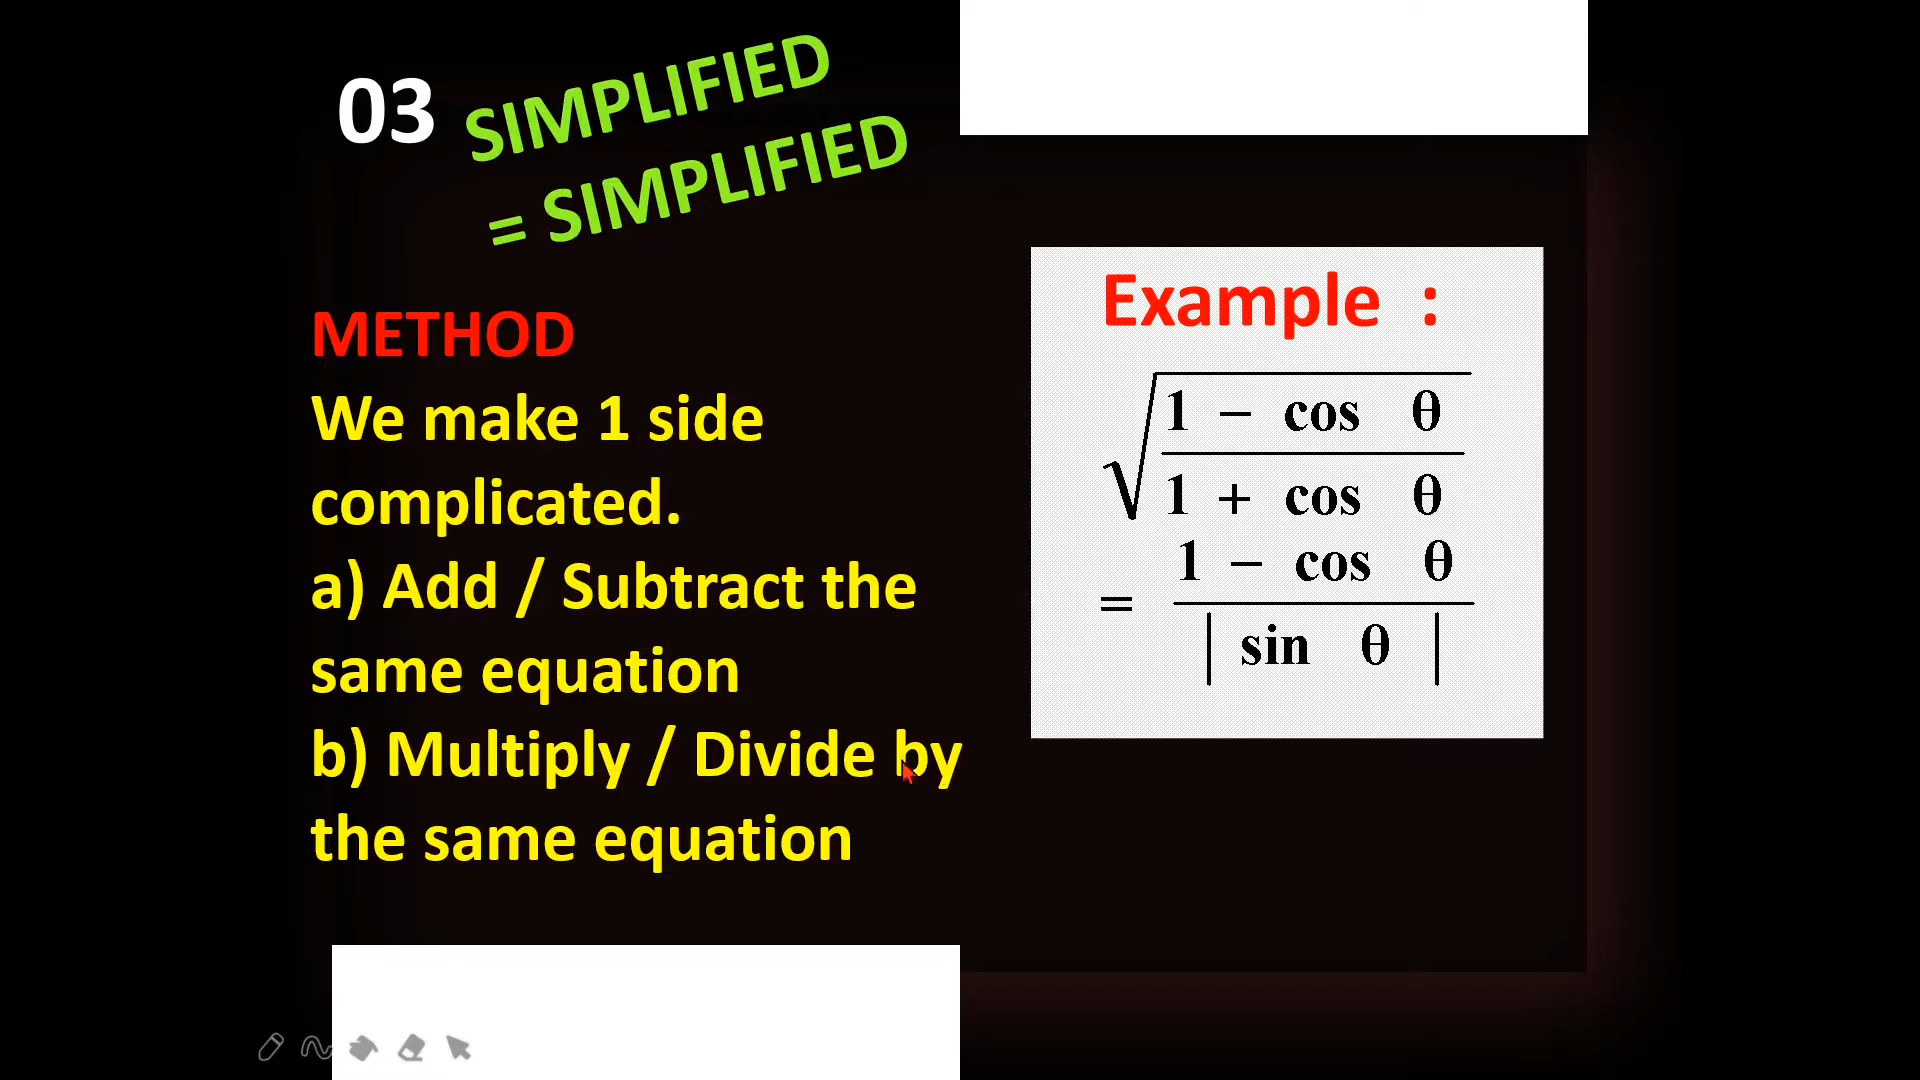 03
SIMPLIFIED
= SIMPLIFIED
METHOD
We make 1 side
complicated.
a) Add / Subtract the
same equation
b) Multiply / Divide by
the same equation
Example :
√ 1 − cos θ
1 + cos θ
= 1 − cos θ
| sin θ |